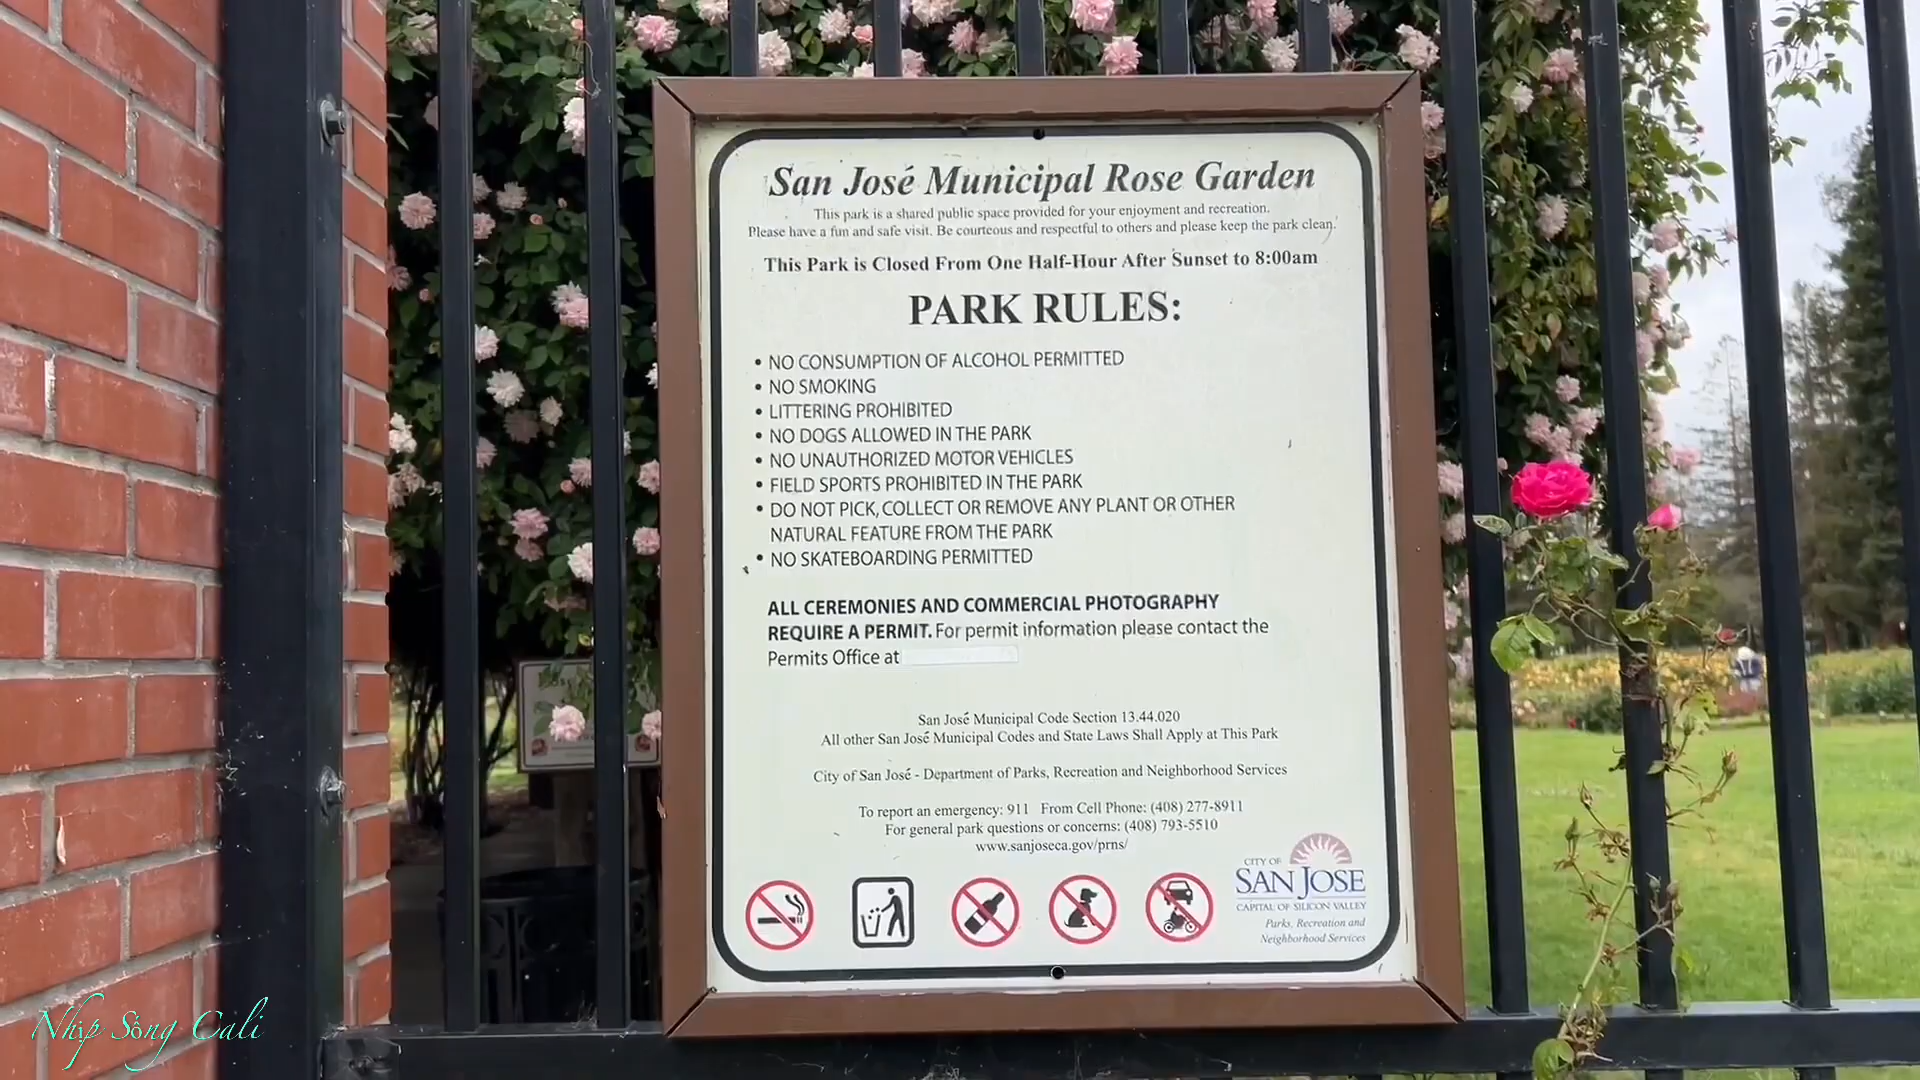 San José Municipal Rose Garden
This park is a shared public space provided for your enjoyment and recreation.
Please have a fun and safe visit. Be courteous and respectful to others and please keep the park clean.
This Park is Closed From One Half-Hour After Sunset to 8:00am
PARK RULES:
• NO CONSUMPTION OF ALCOHOL PERMITTED
• NO SMOKING
• LITTERING PROHIBITED
• NO DOGS ALLOWED IN THE PARK
• NO UNAUTHORIZED MOTOR VEHICLES
• FIELD SPORTS PROHIBITED IN THE PARK
• DO NOT PICK, COLLECT OR REMOVE ANY PLANT OR OTHER
NATURAL FEATURE FROM THE PARK
• NO SKATEBOARDING PERMITTED
ALL CEREMONIES AND COMMERCIAL PHOTOGRAPHY
REQUIRE A PERMIT. For permit information please contact the
Permits Office at
San José Municipal Code Section 13.44.020
All other San José Municipal Codes and State Laws Shall Apply at This Park
City of San José - Department of Parks, Recreation and Neighborhood Services
To report an emergency: 911 From Cell Phone: (408) 277-8911
For general park questions or concerns: (408) 793-5510
www.sanjoseca.gov/prns/
CITY OF
SAN JOSE
CAPITAL OF SILICON VALLEY
Parks, Recreation and
Neighborhood Services
Nhịp Sống Cali